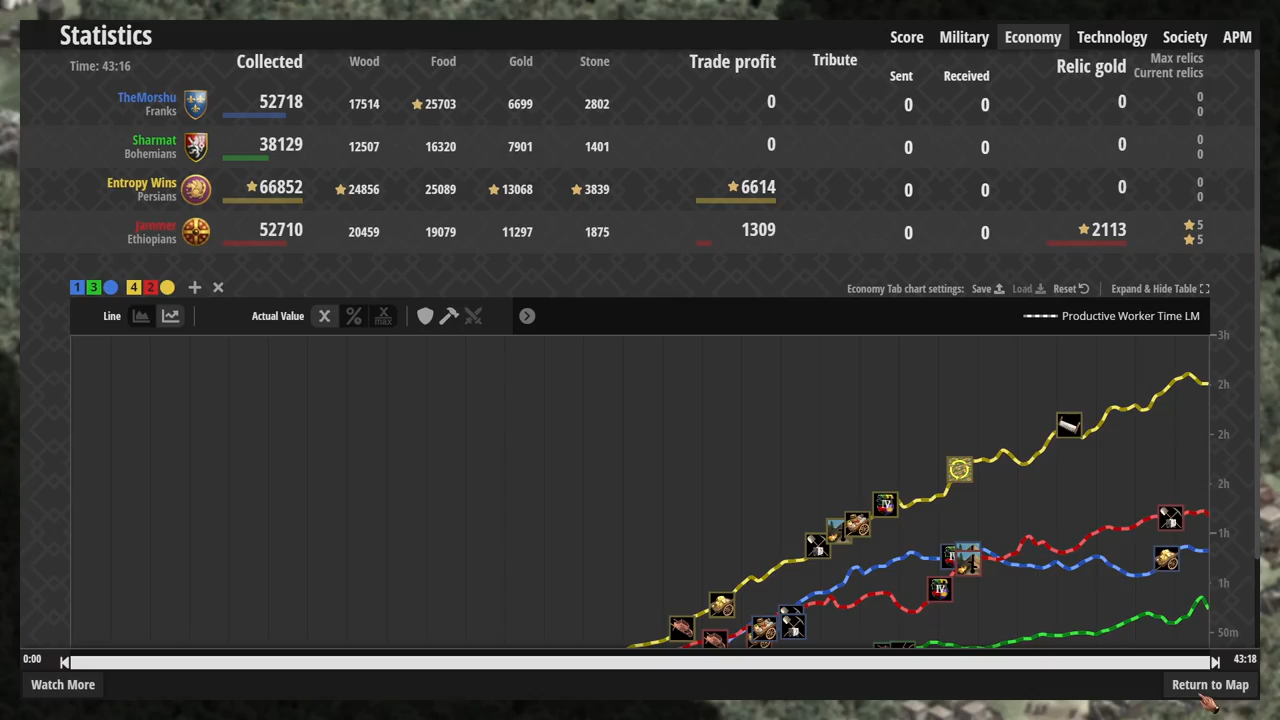 Statistics
Score Military Economy Technology Society APM
Time: 43:16
Collected Wood Food Gold Stone Trade profit Tribute Sent Received Relic gold Max relics Current relics
TheMorshu
Franks
52718 17514 25703 6699 2802 0 0 0 0 0
0
Sharmat
Bohemians
38129 12507 16320 7901 1401 0 0 0 0 0
0
Entropy Wins
Persians
66852 24856 25089 13068 3839 6614 0 0 0 0
0
Jammer
Ethiopians
52710 20459 19079 11297 1875 1309 0 0 2113 5
5
1 3 4 2
Economy Tab chart settings: Save Load Reset Expand & Hide Table
Line Actual Value X % X max Productive Worker Time LM
3h
2h
2h
2h
1h
1h
50m
IV
IV
IV
0:00 43:18
Watch More Return to Map